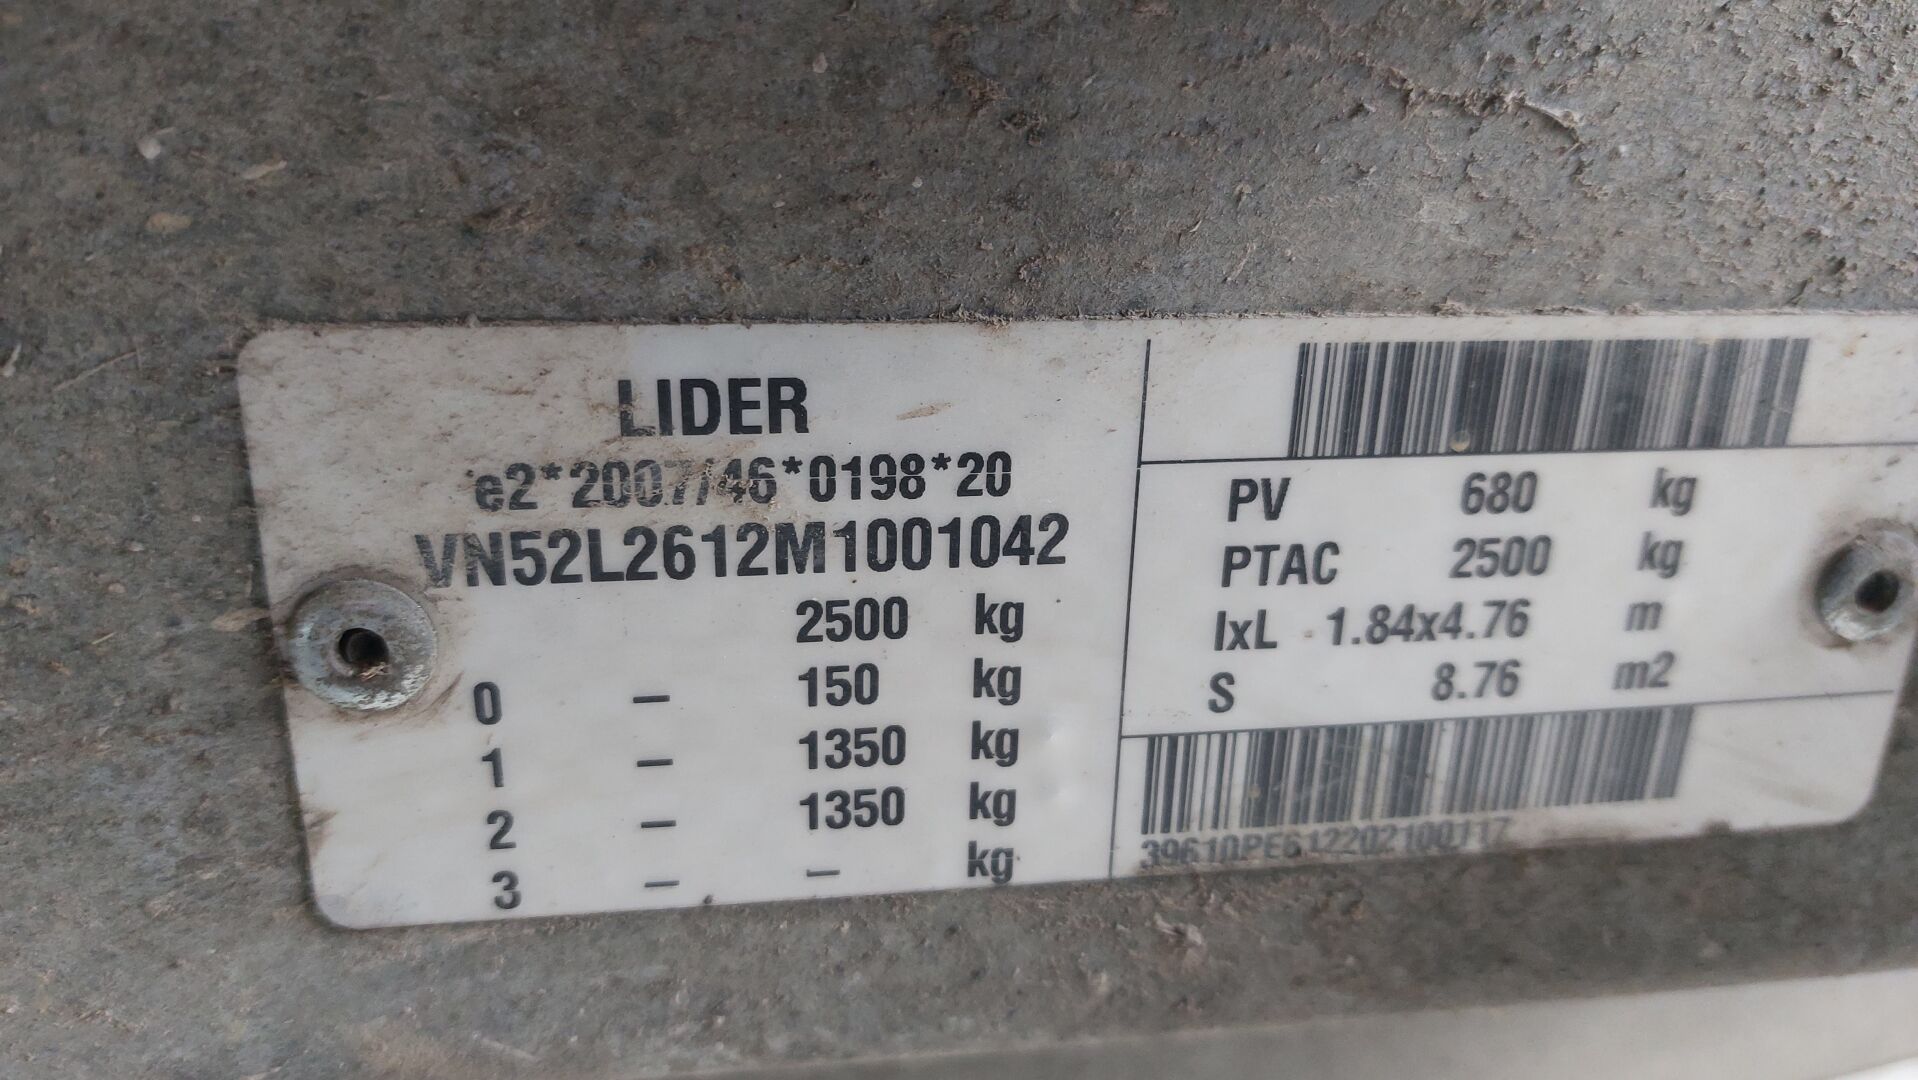 LIDER
e2*2007/46*0198*20
VN52L2612M1001042
2500 kg
0 – 150 kg
1 – 1350 kg
2 – 1350 kg
3 – – kg
PV 680 kg
PTAC 2500 kg
lxL 1.84x4.76 m
S 8.76 m2
39610PE612202100117